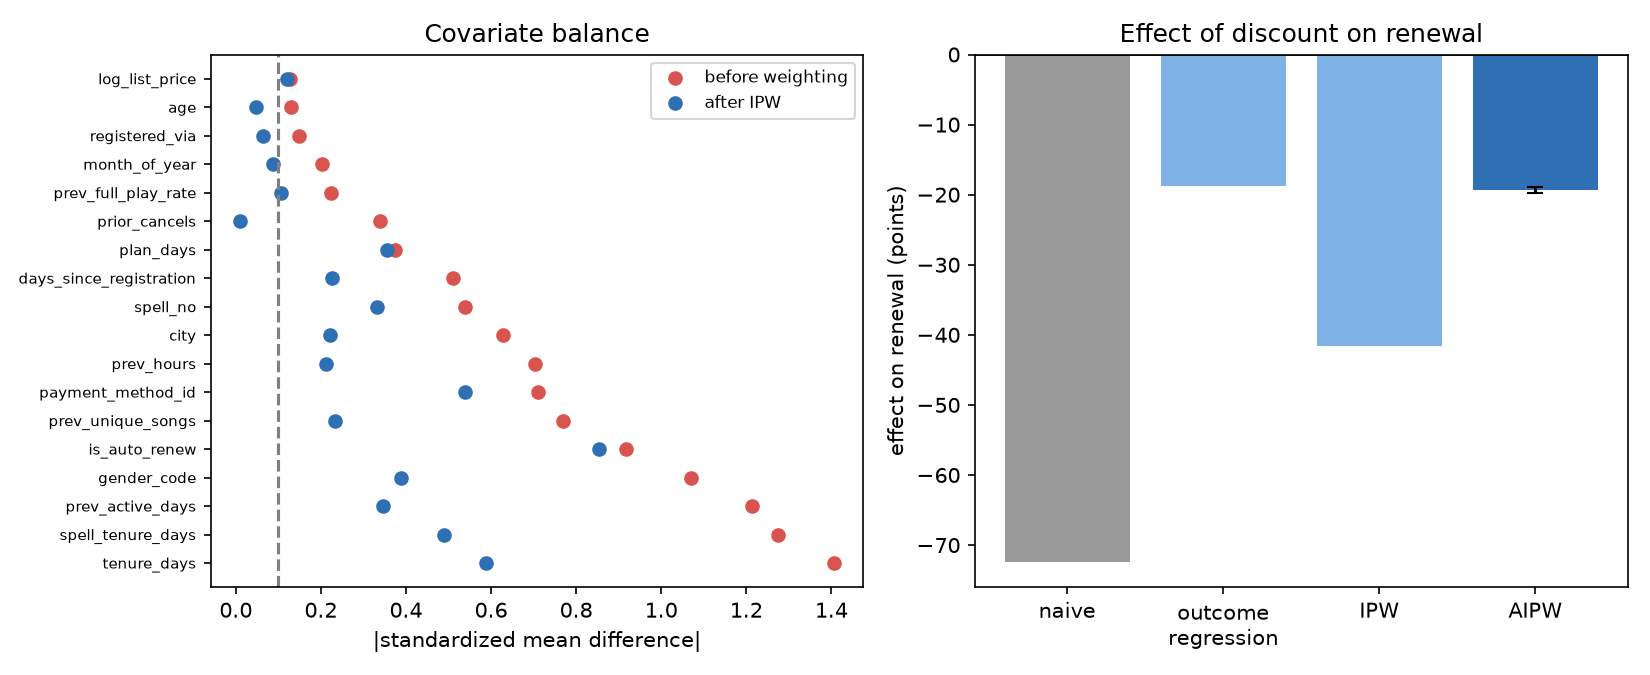 Covariate balance
before weighting
after IPW
log_list_price
age
registered_via
month_of_year
prev_full_play_rate
prior_cancels
plan_days
days_since_registration
spell_no
city
prev_hours
payment_method_id
prev_unique_songs
is_auto_renew
gender_code
prev_active_days
spell_tenure_days
tenure_days
0.0 0.2 0.4 0.6 0.8 1.0 1.2 1.4
|standardized mean difference|
Effect of discount on renewal
effect on renewal (points)
0
−10
−20
−30
−40
−50
−60
−70
naive outcome IPW AIPW
regression